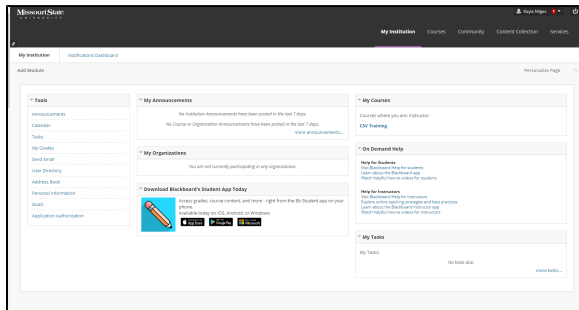 Missouri State
UNIVERSITY
Kayla Nilges
My Institution
Courses
Community
Content Collection
Services
My Institution
Notifications Dashboard
Add Module
Personalize Page
Tools
Announcements
Calendar
Tasks
My Grades
Send Email
User Directory
Address Book
Personal Information
Goals
Application Authorization
My Announcements
No Institution Announcements have been posted in the last 7 days.
No Course or Organization Announcements have been posted in the last 7 days.
more announcements...
My Organizations
You are not currently participating in any organizations.
Download Blackboard's Student App Today
Access grades, course content, and more - right from the Bb Student app on your
phone.
Available today on iOS, Android, or Windows:
App Store
Google Play
Microsoft
My Courses
Courses where you are: Instructor
CSV Training
On Demand Help
Help for Students
Visit Blackboard Help for students
Learn about the Blackboard app
Watch helpful how-to videos for students
Help for Instructors
Visit Blackboard Help for instructors
Explore online teaching strategies and best practices
Learn about the Blackboard Instructor app
Watch helpful how-to videos for instructors
My Tasks
My Tasks:
No tasks due.
more tasks...